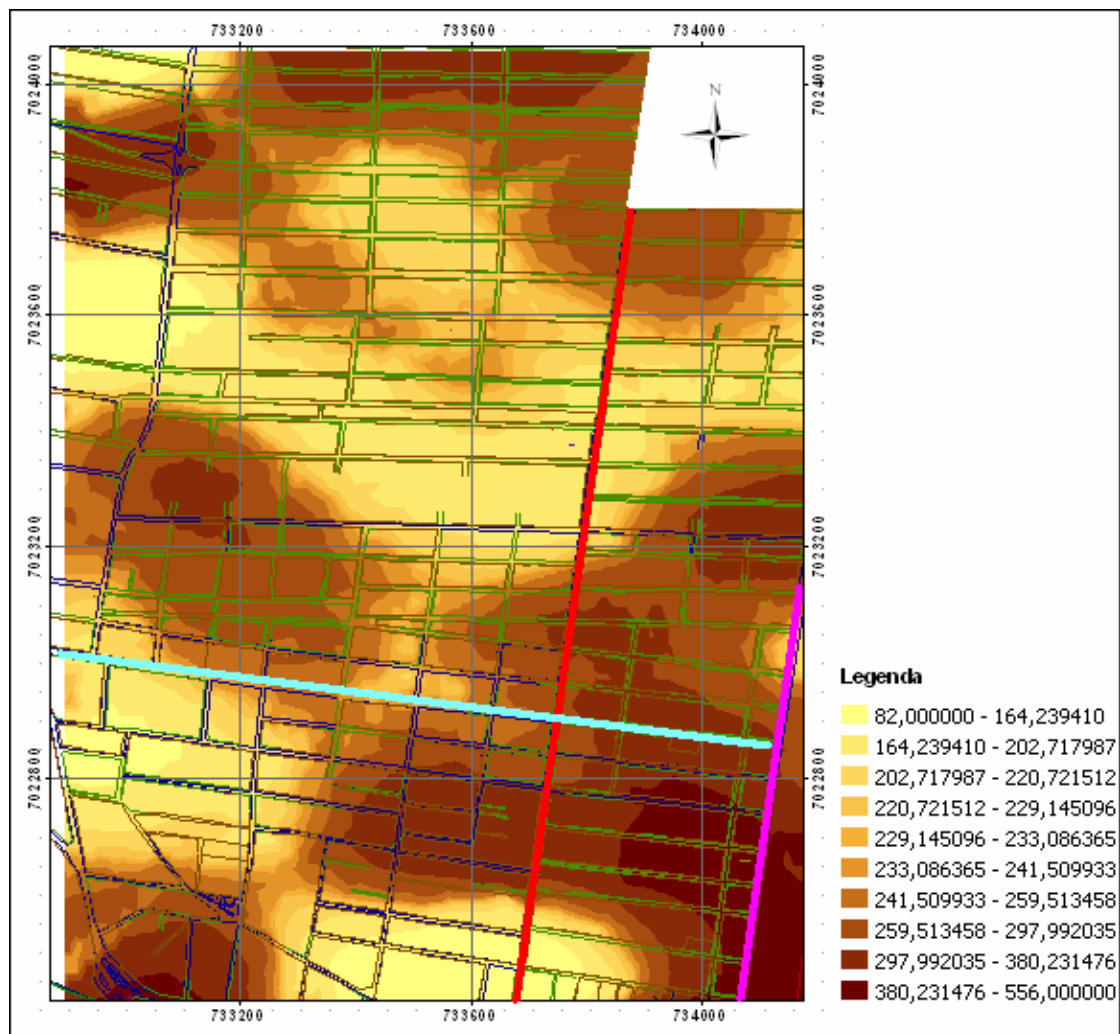 733200 733600 734000
7024000 7024000
N
7023600 7023600
7023200 7023200
7022800 7022800
733200 733600 734000
Legenda
82,000000 - 164,239410
164,239410 - 202,717987
202,717987 - 220,721512
220,721512 - 229,145096
229,145096 - 233,086365
233,086365 - 241,509933
241,509933 - 259,513458
259,513458 - 297,992035
297,992035 - 380,231476
380,231476 - 556,000000